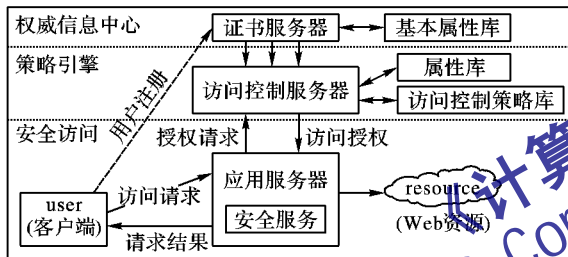 权威信息中心
证书服务器
基本属性库
策略引擎
访问控制服务器
属性库
访问控制策略库
用户注册
安全访问
授权请求
访问授权
user
(客户端)
访问请求
请求结果
应用服务器
安全服务
resource
(Web资源)
《计算